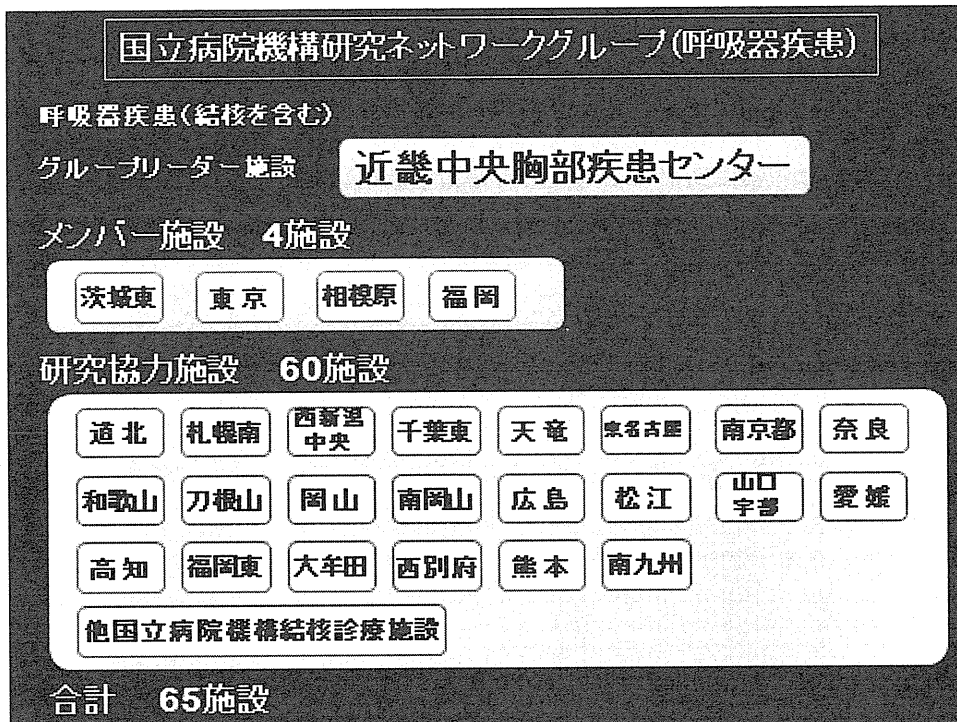 国立病院機構研究ネットワークグループ(呼吸器疾患)
呼吸器疾患(結核を含む)
グループリーダー施設 近畿中央胸部疾患センター
メンバー施設 4施設
茨城東 東京 相模原 福岡
研究協力施設 60施設
道北 札幌南 西新潟中央 千葉東 天竜 東名古屋 南京都 奈良
和歌山 刀根山 岡山 南岡山 広島 松江 山口宇部 愛媛
高知 福岡東 大牟田 西別府 熊本 南九州
他国立病院機構結核診療施設
合計 65施設